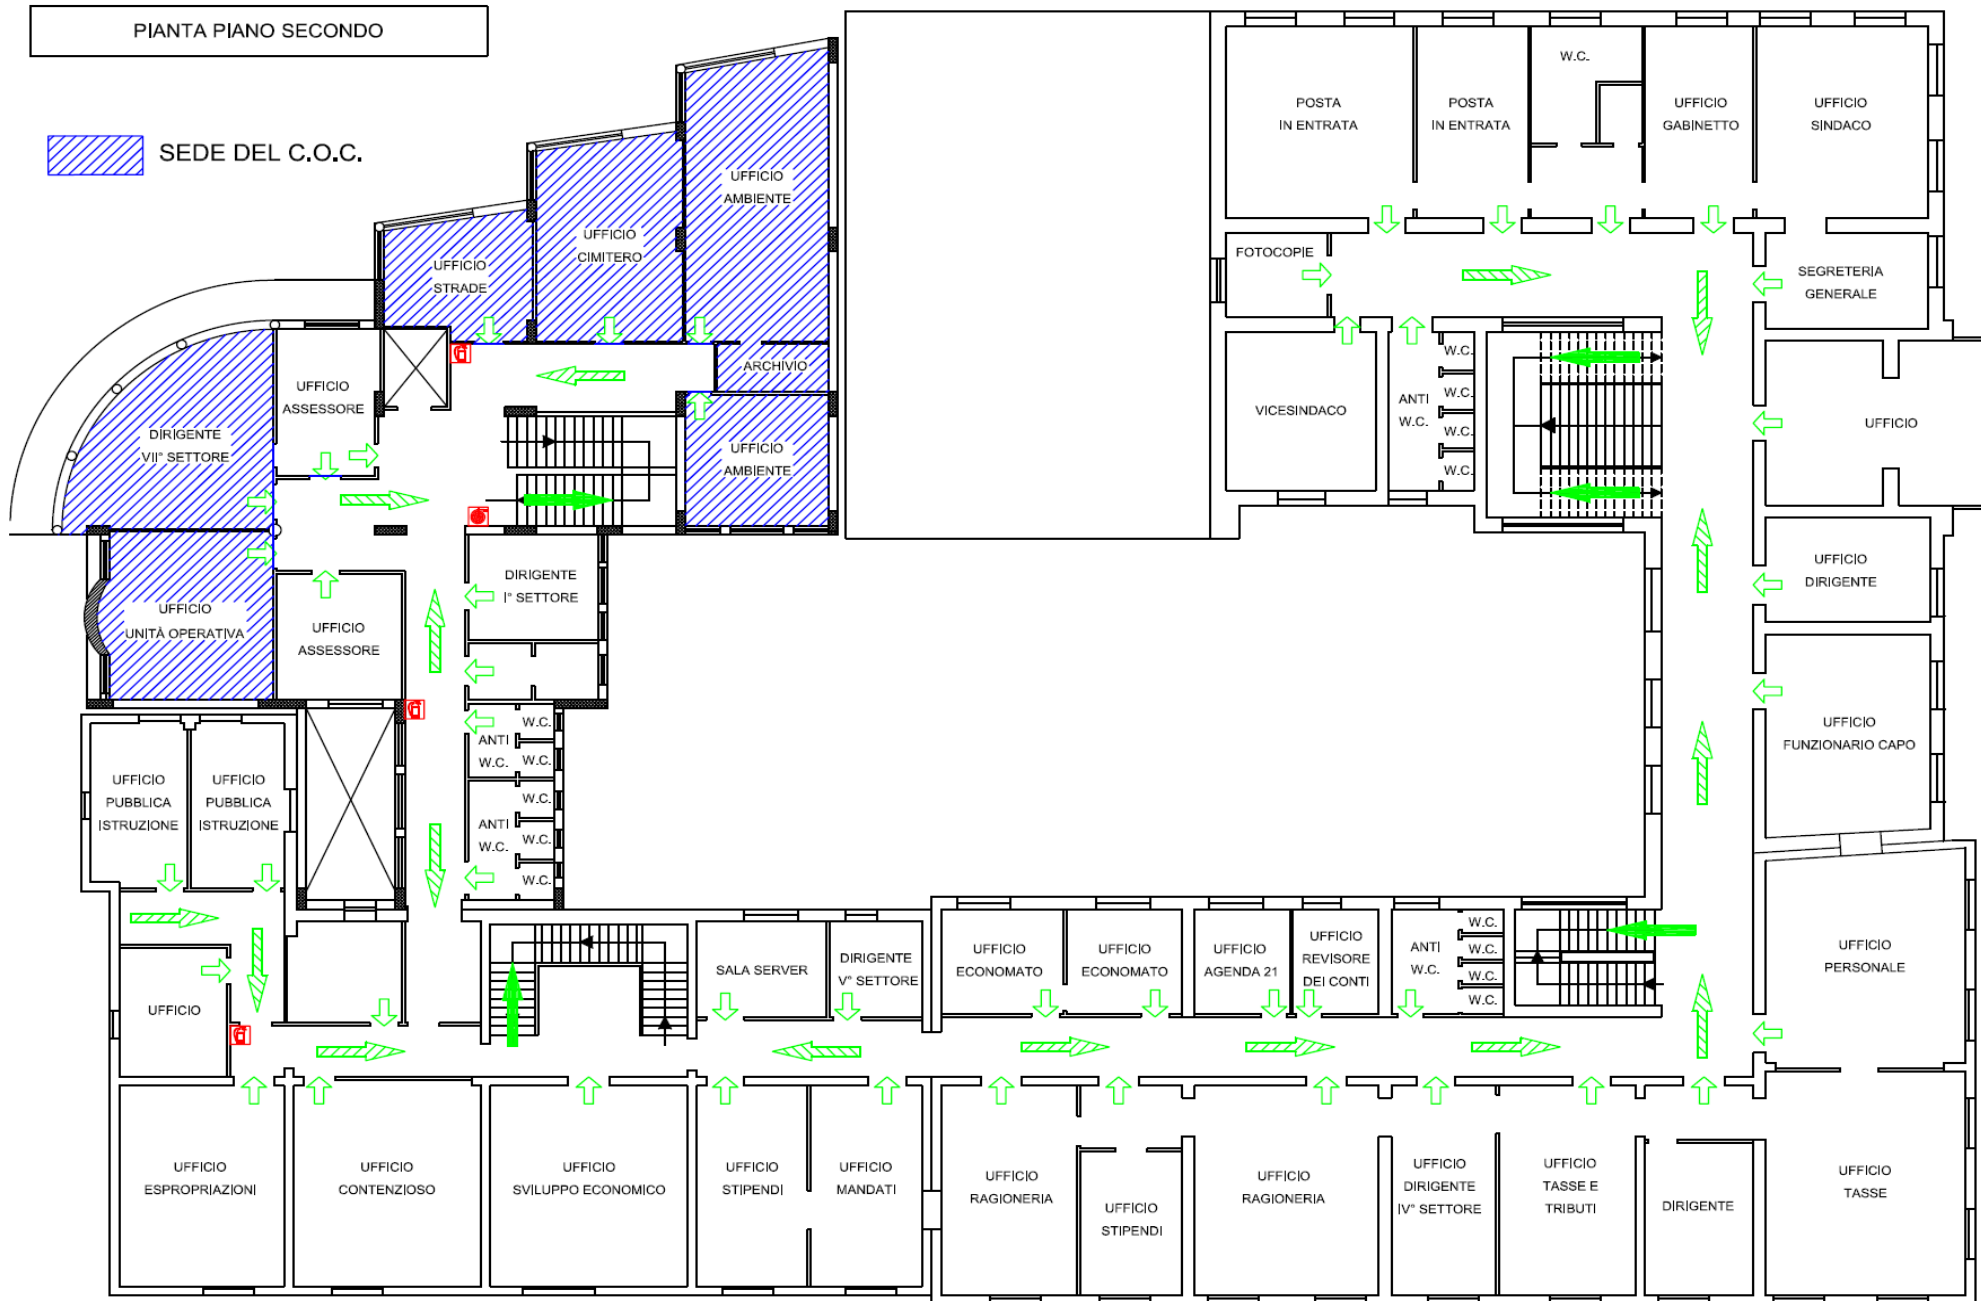 PIANTA PIANO SECONDO
SEDE DEL C.O.C.
UFFICIO
AMBIENTE
UFFICIO
CIMITERO
UFFICIO
STRADE
ARCHIVIO
UFFICIO
AMBIENTE
UFFICIO
ASSESSORE
DIRIGENTE
VII° SETTORE
UFFICIO
UNITÀ OPERATIVA
UFFICIO
ASSESSORE
DIRIGENTE
I° SETTORE
ANTI
W.C.
W.C.
W.C.
ANTI
W.C.
W.C.
W.C.
W.C.
UFFICIO
PUBBLICA
ISTRUZIONE
UFFICIO
PUBBLICA
ISTRUZIONE
UFFICIO
POSTA
IN ENTRATA
POSTA
IN ENTRATA
W.C.
UFFICIO
GABINETTO
UFFICIO
SINDACO
FOTOCOPIE
SEGRETERIA
GENERALE
VICESINDACO
ANTI
W.C.
W.C.
W.C.
W.C.
W.C.
UFFICIO
UFFICIO
DIRIGENTE
UFFICIO
FUNZIONARIO CAPO
UFFICIO
PERSONALE
SALA SERVER
DIRIGENTE
V° SETTORE
UFFICIO
ECONOMATO
UFFICIO
ECONOMATO
UFFICIO
AGENDA 21
UFFICIO
REVISORE
DEI CONTI
ANTI
W.C.
W.C.
W.C.
W.C.
W.C.
UFFICIO
ESPROPRIAZIONI
UFFICIO
CONTENZIOSO
UFFICIO
SVILUPPO ECONOMICO
UFFICIO
STIPENDI
UFFICIO
MANDATI
UFFICIO
RAGIONERIA
UFFICIO
STIPENDI
UFFICIO
RAGIONERIA
UFFICIO
DIRIGENTE
IV° SETTORE
UFFICIO
TASSE E
TRIBUTI
DIRIGENTE
UFFICIO
TASSE